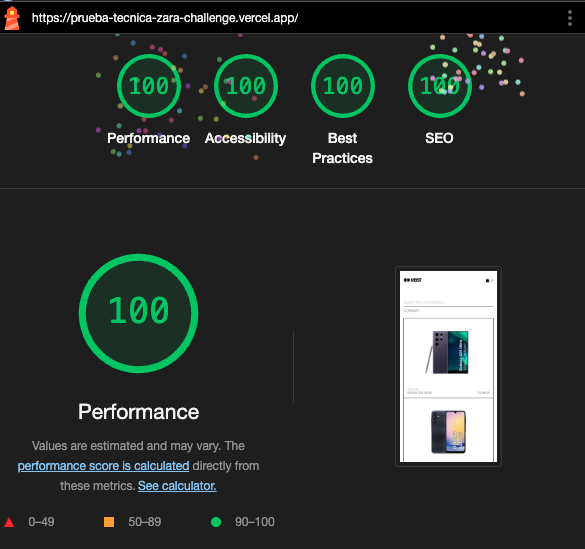 https://prueba-tecnica-zara-challenge.vercel.app/
100 100 100 100
Performance Accessibility Best Practices SEO
100
Performance
Values are estimated and may vary. The
performance score is calculated directly from
these metrics. See calculator.
0–49 50–89 90–100